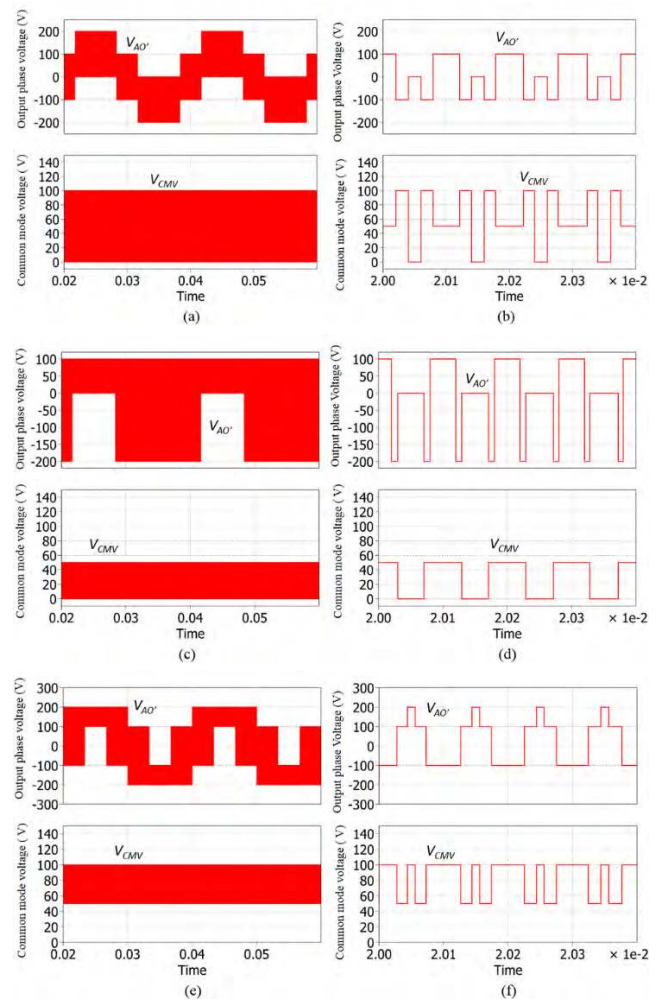 Output phase voltage (V)
200
100
0
-100
-200
VAO'
Output phase Voltage (V)
200
100
0
-100
-200
VAO'
Common mode voltage ( V)
140
120
100
80
60
40
20
0
VCMV
0.02 0.03 0.04 0.05
Time
(a)
Common mode voltage ( V)
140
120
100
80
60
40
20
0
VCMV
2.00 2.01 2.02 2.03 × 1e-2
Time
(b)
Output phase voltage (V)
100
50
0
-50
-100
-150
-200
VAO'
Output phase Voltage (V)
100
50
0
-50
-100
-150
-200
VAO'
Common mode voltage ( V)
140
120
100
80
60
40
20
0
VCMV
0.02 0.03 0.04 0.05
Time
(c)
Common mode voltage ( V)
140
120
100
80
60
40
20
0
VCMV
2.00 2.01 2.02 2.03 × 1e-2
Time
(d)
Output phase voltage (V)
300
200
100
0
-100
-200
-300
VAO'
Output phase Voltage (V)
300
200
100
0
-100
-200
-300
VAO'
Common mode voltage ( V)
140
120
100
80
60
40
20
0
VCMV
0.02 0.03 0.04 0.05
Time
(e)
Common mode voltage ( V)
140
120
100
80
60
40
20
0
VCMV
2.00 2.01 2.02 2.03 × 1e-2
Time
(f)